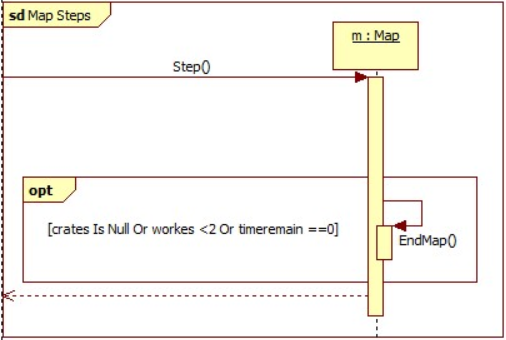 sd Map Steps
m : Map
Step()
opt
[crates Is Null Or workes <2 Or timeremain ==0]
EndMap()